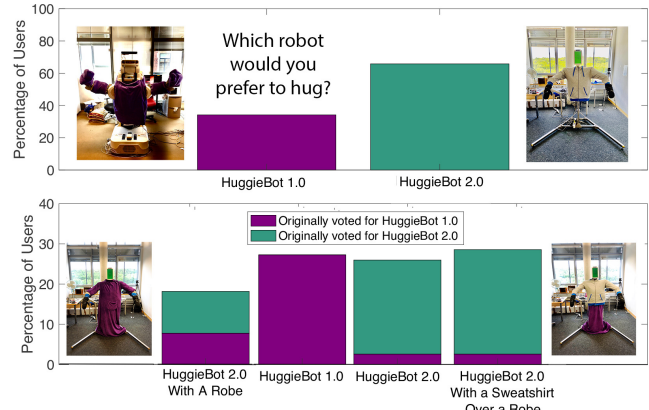 100
80
60
40
20
0
Percentage of Users
Which robot
would you
prefer to hug?
HuggieBot 1.0
HuggieBot 2.0
40
30
20
10
0
Percentage of Users
Originally voted for HuggieBot 1.0
Originally voted for HuggieBot 2.0
HuggieBot 2.0
With A Robe
HuggieBot 1.0
HuggieBot 2.0
HuggieBot 2.0
With a Sweatshirt
Over a Robe